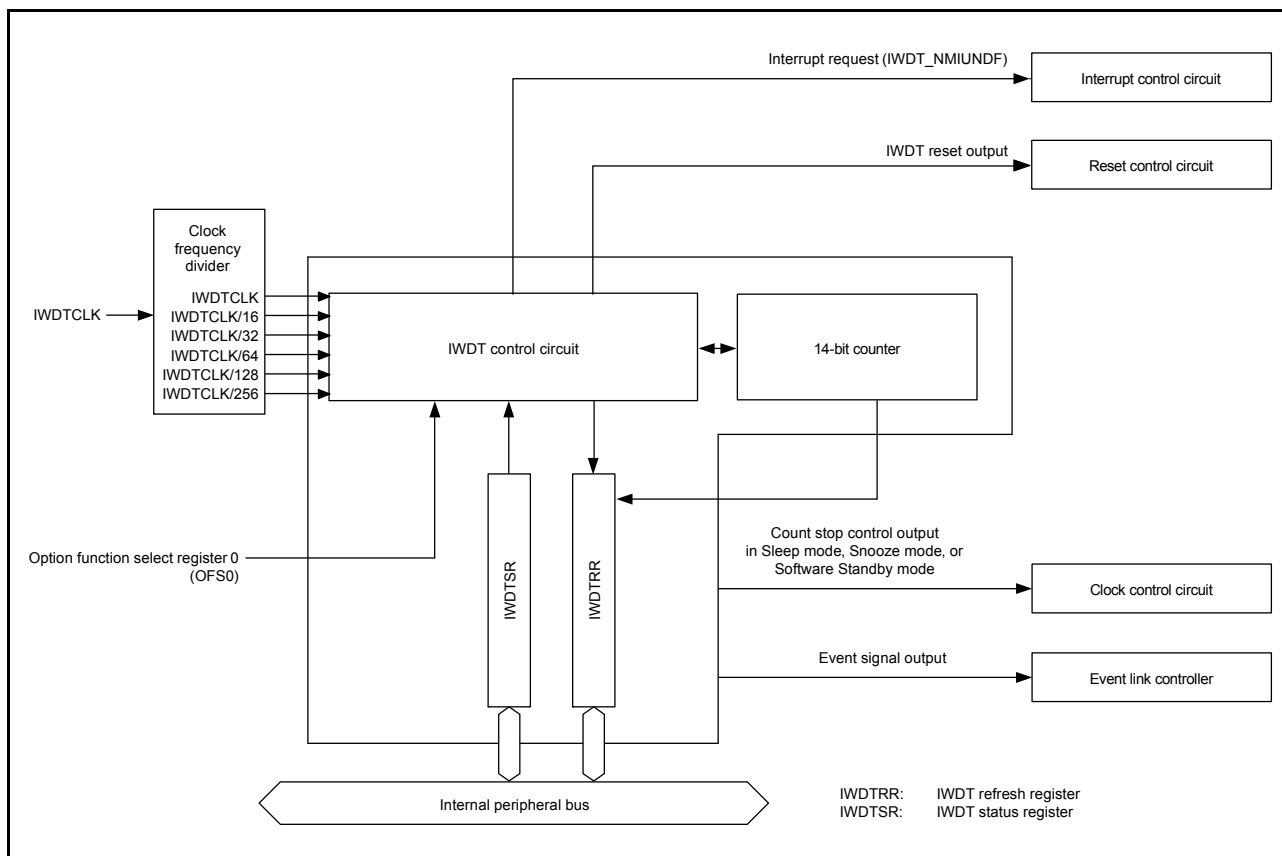 Interrupt request (IWDT_NMIUNDF)
Interrupt control circuit
IWDT reset output
Reset control circuit
Clock
frequency
divider
IWDTCLK
IWDTCLK
IWDTCLK/16
IWDTCLK/32
IWDTCLK/64
IWDTCLK/128
IWDTCLK/256
IWDT control circuit
14-bit counter
Option function select register 0
(OFS0)
IWDTSR
IWDTRR
Count stop control output
in Sleep mode, Snooze mode, or
Software Standby mode
Clock control circuit
Event signal output
Event link controller
Internal peripheral bus
IWDTRR: IWDT refresh register
IWDTSR: IWDT status register